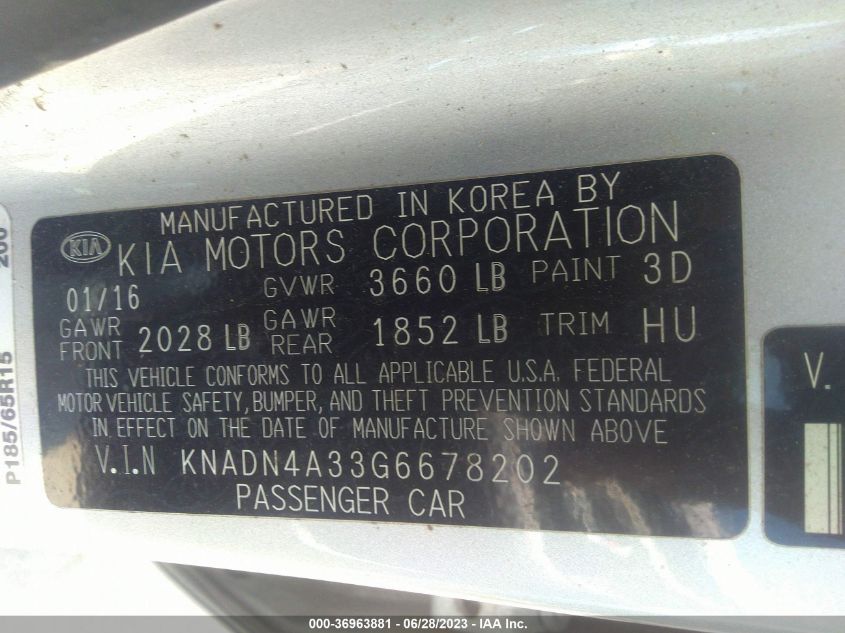 MANUFACTURED IN KOREA BY
KIA KIA MOTORS CORPORATION
01/16 GVWR 3660 LB PAINT 3D
GAWR FRONT 2028 LB GAWR REAR 1852 LB TRIM HU
THIS VEHICLE CONFORMS TO ALL APPLICABLE U.S.A. FEDERAL
MOTOR VEHICLE SAFETY, BUMPER, AND THEFT PREVENTION STANDARDS
IN EFFECT ON THE DATE OF MANUFACTURE SHOWN ABOVE
V.I.N KNADN4A33G6678202
PASSENGER CAR
P185/65R15 200
V.
000-36963881 / 06/28/2023 / IAA Inc.